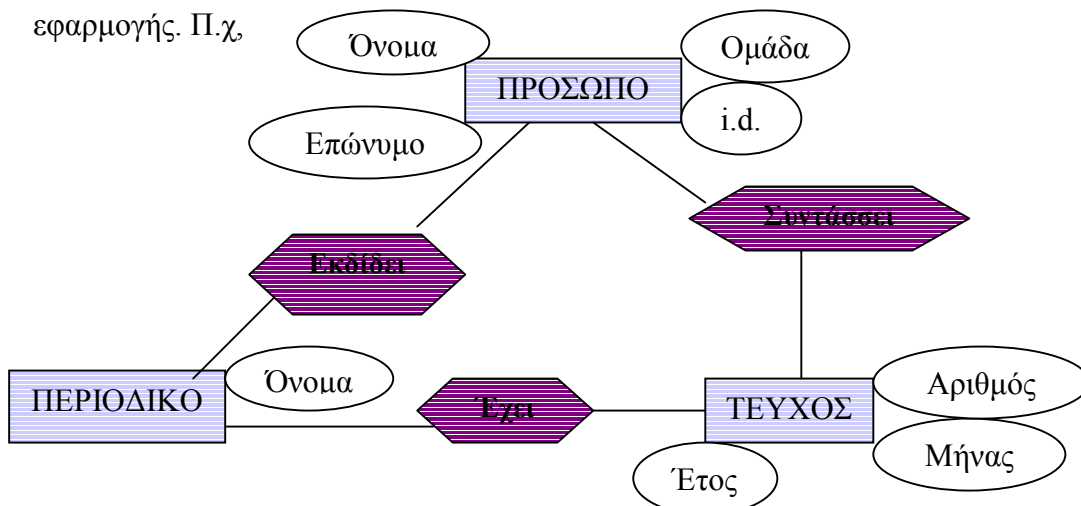 εφαρμογής. Π.χ,
Όνομα
Ομάδα
ΠΡΟΣΩΠΟ
i.d.
Επώνυμο
Συντάσσει
Εκδίδει
Όνομα
ΠΕΡΙΟΔΙΚΟ
Έχει
ΤΕΥΧΟΣ
Αριθμός
Μήνας
Έτος